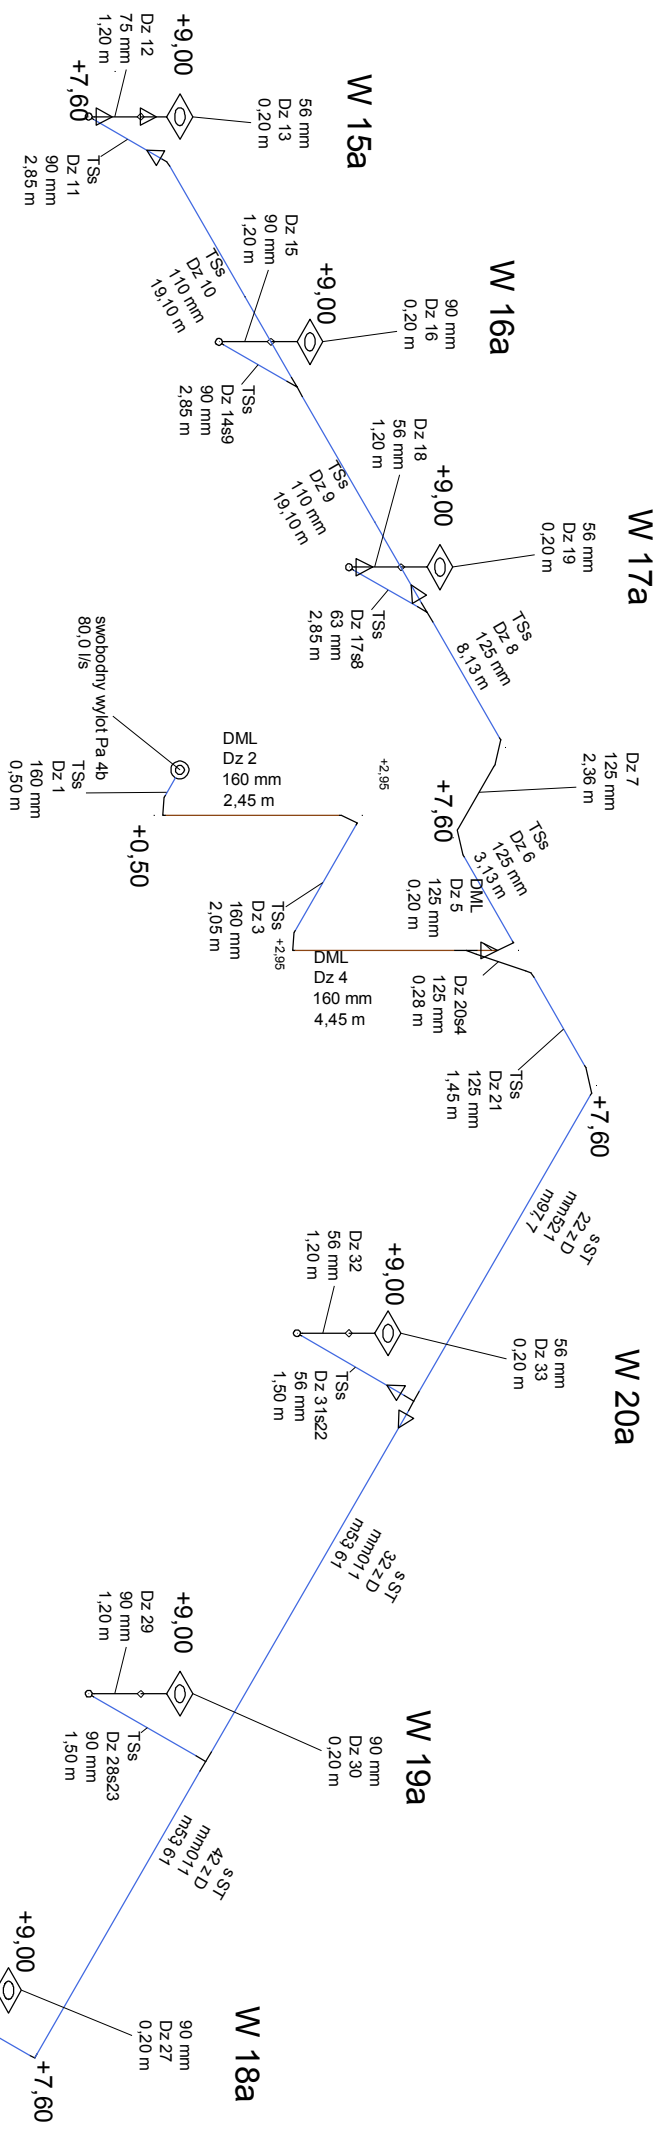 W 15a
56 mm
Dz 13
0,20 m
+9,00
Dz 12
75 mm
1,20 m
+7,60
TSs
Dz 11
90 mm
2,85 m
W 16a
90 mm
Dz 16
0,20 m
+9,00
Dz 15
90 mm
1,20 m
TSs
Dz 10
110 mm
19,10 m
TSs
Dz 14s9
90 mm
2,85 m
W 17a
56 mm
Dz 19
0,20 m
+9,00
Dz 18
56 mm
1,20 m
TSs
Dz 9
110 mm
19,10 m
TSs
Dz 17s8
63 mm
2,85 m
TSs
Dz 8
125 mm
8,13 m
Dz 7
125 mm
2,36 m
+7,60
TSs
Dz 6
125 mm
3,13 m
DML
Dz 5
125 mm
0,20 m
swobodny wylot Pa 4b
80,0 l/s
TSs
Dz 1
160 mm
0,50 m
+0,50
DML
Dz 2
160 mm
2,45 m
+2,95
TSs
Dz 3
160 mm
2,05 m
+2,95
DML
Dz 4
160 mm
4,45 m
Dz 20s4
125 mm
0,28 m
TSs
Dz 21
125 mm
1,45 m
+7,60
TSs
Dz 22
125 mm
7,79 m
W 20a
56 mm
Dz 33
0,20 m
+9,00
Dz 32
56 mm
1,20 m
TSs
Dz 31s22
56 mm
1,50 m
TSs
Dz 23
110 mm
19,35 m
W 19a
90 mm
Dz 30
0,20 m
+9,00
Dz 29
90 mm
1,20 m
TSs
Dz 28s23
90 mm
1,50 m
TSs
Dz 24
110 mm
19,35 m
W 18a
90 mm
Dz 27
0,20 m
+9,00
+7,60